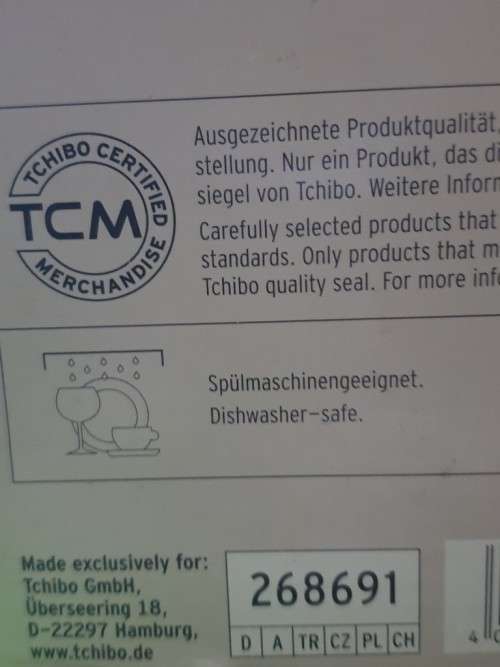 TCHIBO CERTIFIED
TCM
MERCHANDISE
Ausgezeichnete Produktqualität,
stellung. Nur ein Produkt, das
siegel von Tchibo. Weitere
Carefully selected products that
standards. Only products that
Tchibo quality seal. For more
Spülmaschinengeeignet.
Dishwasher-safe.
Made exclusively for:
Tchibo GmbH,
Überseering 18,
D-22297 Hamburg,
www.tchibo.de
268691
D A TR CZ PL CH
4